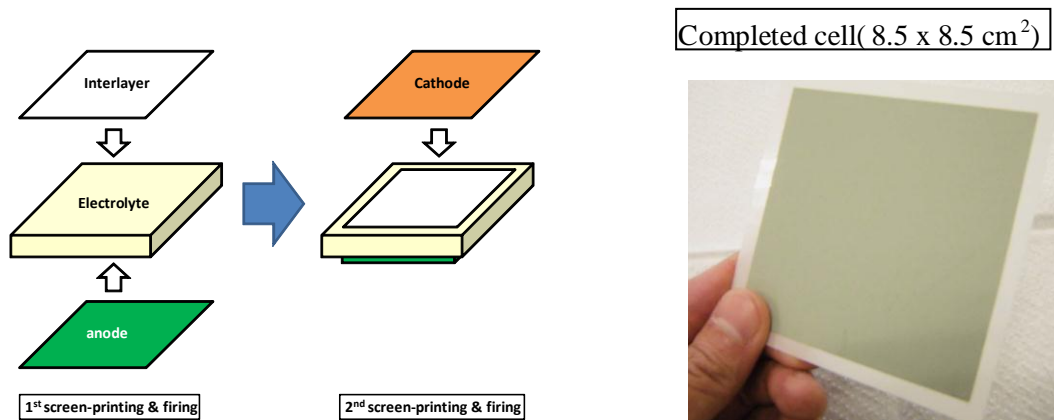 Interlayer
Electrolyte
anode
1st screen-printing & firing
Cathode
2nd screen-printing & firing
Completed cell( 8.5 x 8.5 cm2)